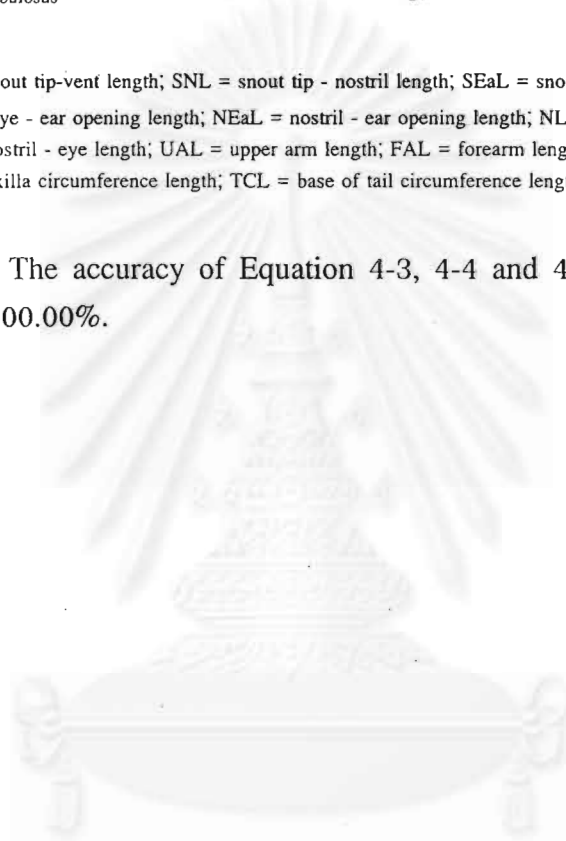 out tip-vent length; SNL = snout tip - nostril length; SEaL = sno
ye - ear opening length; NEaL = nostril - ear opening length; NL
ostril - eye length; UAL = upper arm length; FAL = forearm leng
illa circumference length; TCL = base of tail circumference leng
The accuracy of Equation 4-3, 4-4 and 4
00.00%.